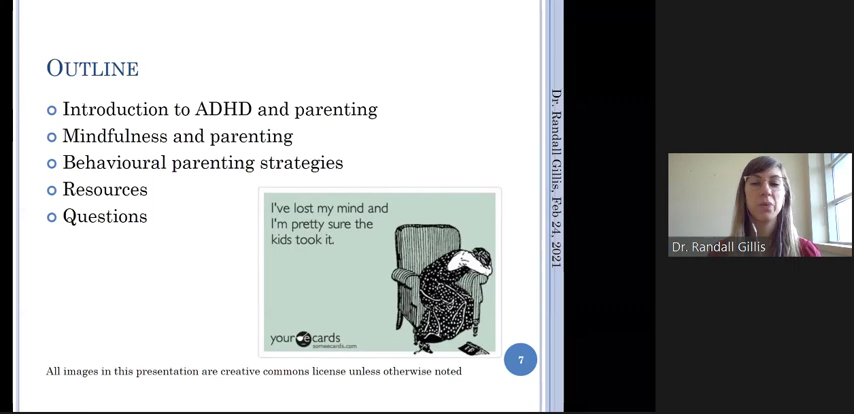 OUTLINE
Introduction to ADHD and parenting
Mindfulness and parenting
Behavioural parenting strategies
Resources
Questions
I've lost my mind and
I'm pretty sure the
kids took it.
your ecards
someecards.com
7
All images in this presentation are creative commons license unless otherwise noted
Dr. Randall Gillis, Feb 24, 2021
Dr. Randall Gillis